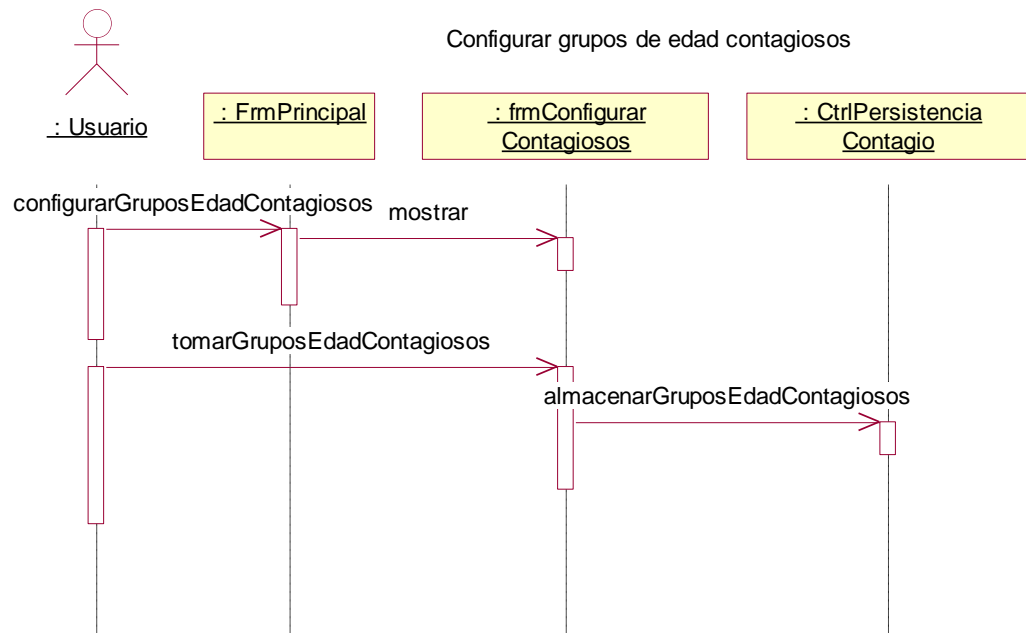 Configurar grupos de edad contagiosos
: Usuario
: FrmPrincipal
: frmConfigurar
Contagiosos
: CtrlPersistencia
Contagio
configurarGruposEdadContagiosos
mostrar
tomarGruposEdadContagiosos
almacenarGruposEdadContagiosos